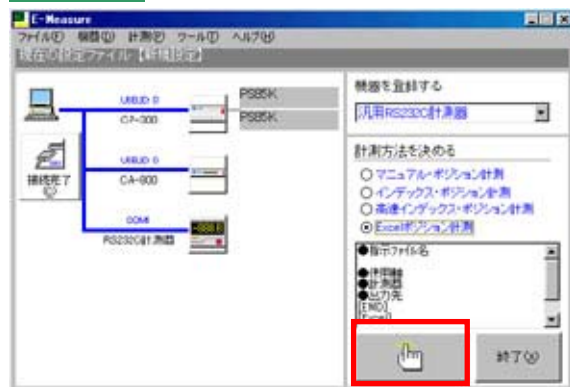 E-Measure
ファイル(F) 機器(D) 計測(E) ツール(T) ヘルプ(H)
現在の設定ファイル【新規設定】
USBID 0
CP-300
PS85K
PS85K
接続完了
USBID 0
CA-800
COM1
RS232C計測器
機器を登録する
汎用RS232C計測器
計測方法を決める
マニュアル・ポジション計測
インデックス・ポジション計測
高速インデックス・ポジション計測
Excelポジション計測
●指示ファイル名
●使用軸
●計測器
●出力先
[END]
[Excel]
終了(X)